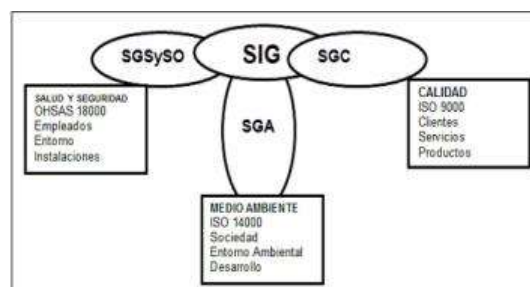 SGSySO
SIG
SGC
SGA
SALUD Y SEGURIDAD
OHSAS 18000
Empleados
Entorno
Instalaciones
CALIDAD
ISO 9000
Clientes
Servicios
Productos
MEDIO AMBIENTE
ISO 14000
Sociedad
Entorno Ambiental
Desarrollo